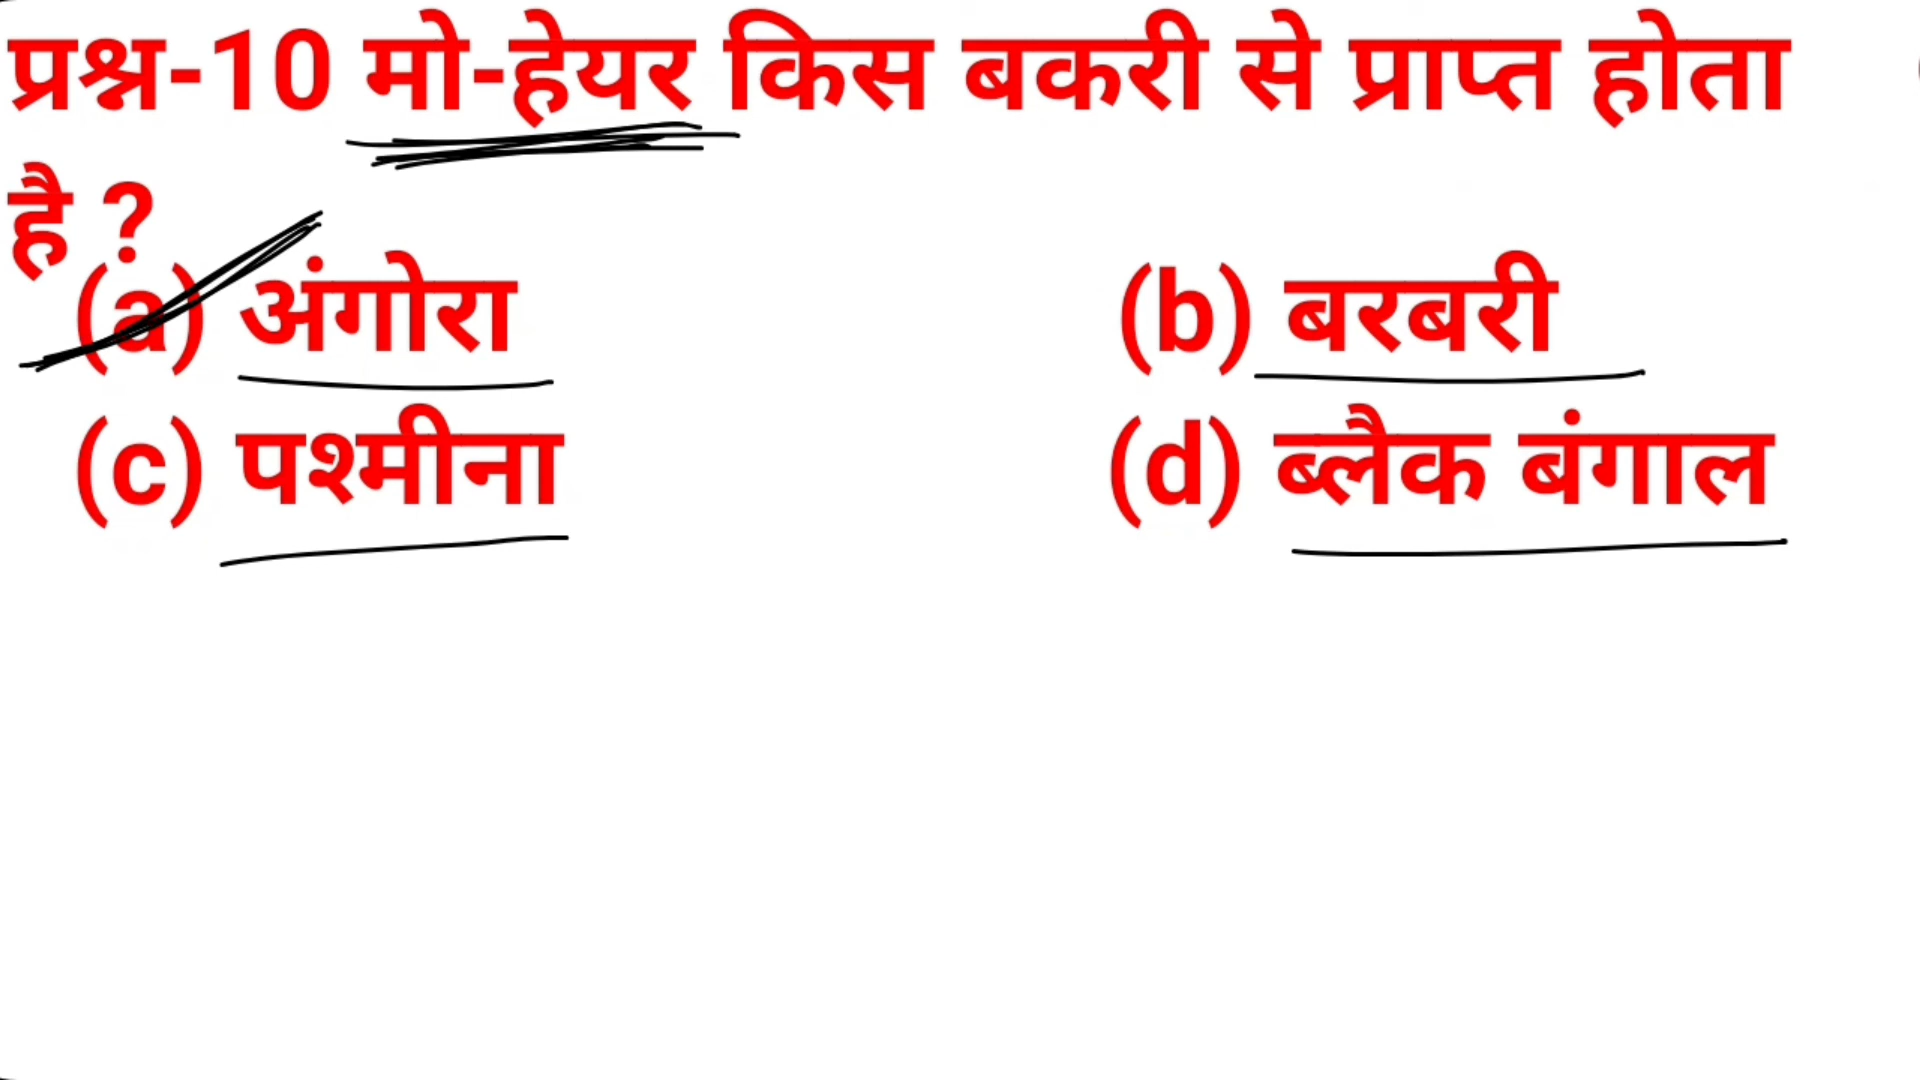 प्रश्न-10 मो-हेयर किस बकरी से प्राप्त होता
है ?
(a) अंगोरा (b) बरबरी
(c) पश्मीना (d) ब्लैक बंगाल